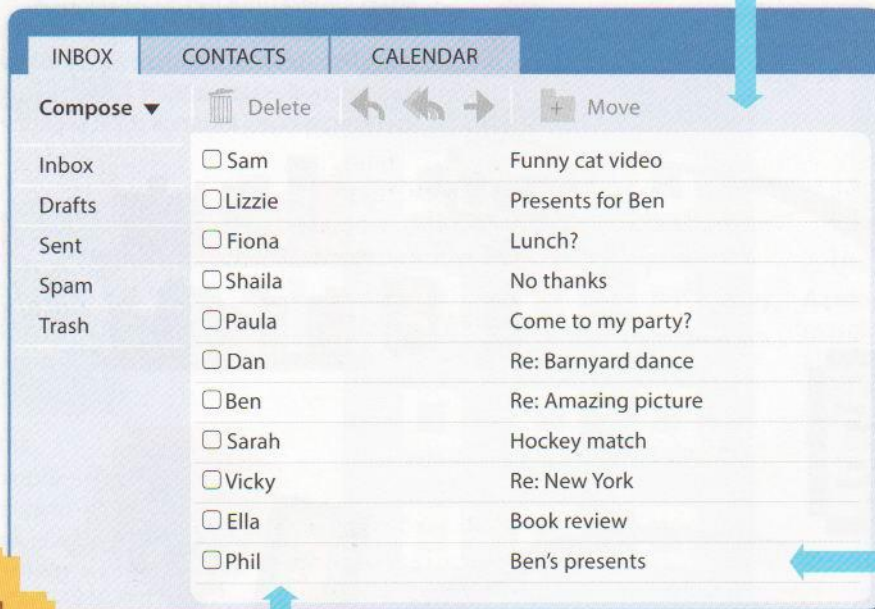 INBOX CONTACTS CALENDAR
Compose Delete Move
Inbox
Drafts
Sent
Spam
Trash
Sam Funny cat video
Lizzie Presents for Ben
Fiona Lunch?
Shaila No thanks
Paula Come to my party?
Dan Re: Barnyard dance
Ben Re: Amazing picture
Sarah Hockey match
Vicky Re: New York
Ella Book review
Phil Ben's presents